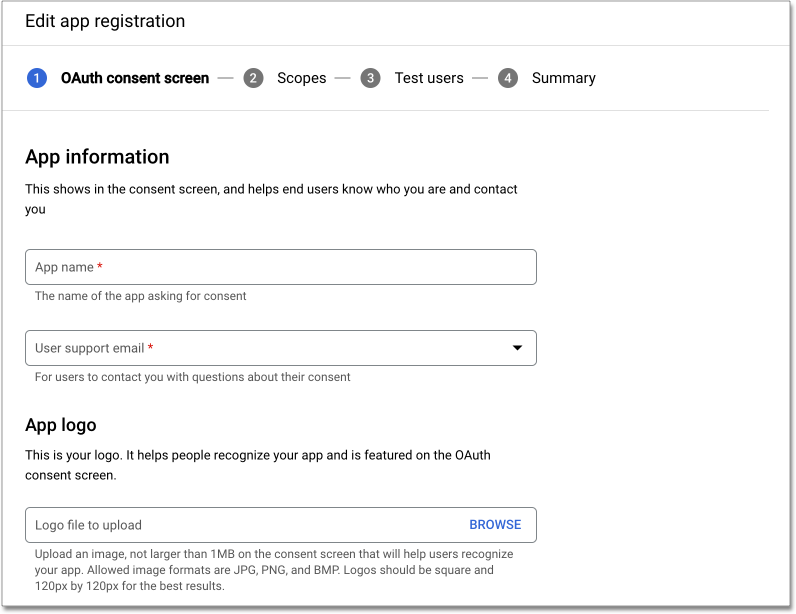 Edit app registration
1 OAuth consent screen — 2 Scopes — 3 Test users — 4 Summary
App information
This shows in the consent screen, and helps end users know who you are and contact
you
App name *
The name of the app asking for consent
User support email *
For users to contact you with questions about their consent
App logo
This is your logo. It helps people recognize your app and is featured on the OAuth
consent screen.
Logo file to upload BROWSE
Upload an image, not larger than 1MB on the consent screen that will help users recognize
your app. Allowed image formats are JPG, PNG, and BMP. Logos should be square and
120px by 120px for the best results.